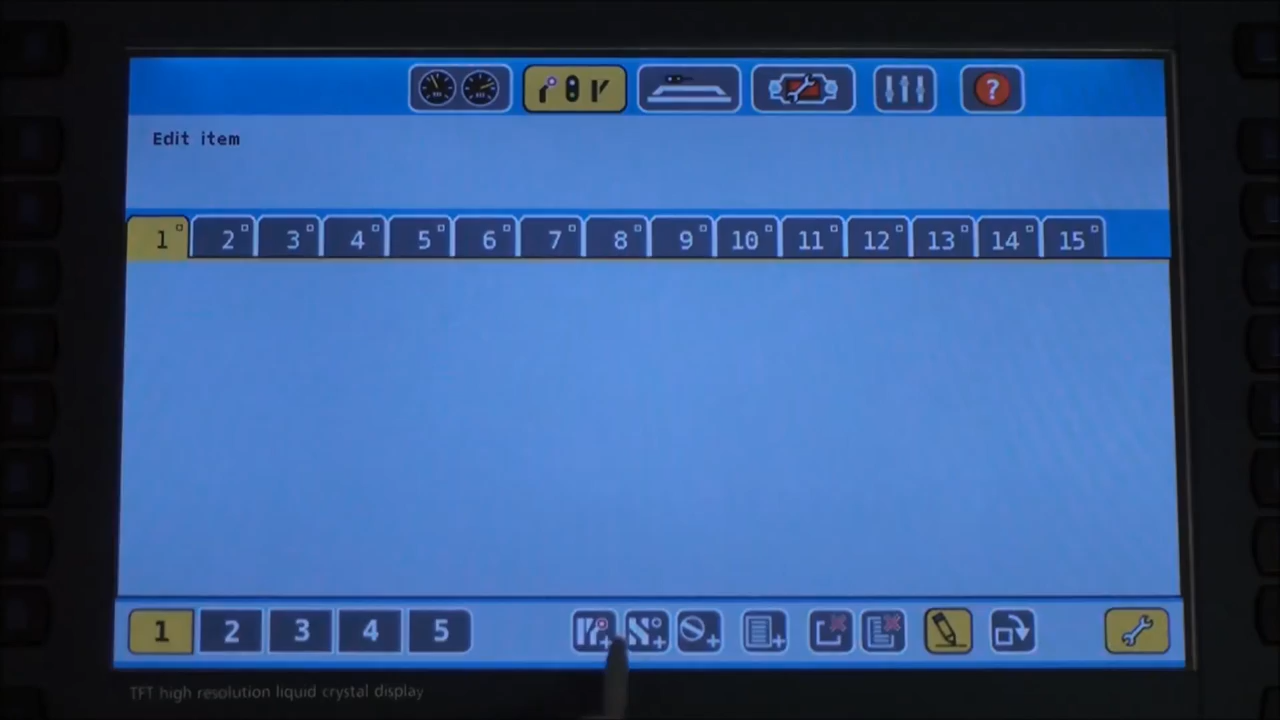 ?
Edit item
1 2 3 4 5 6 7 8 9 10 11 12 13 14 15
1 2 3 4 5
TFT high resolution liquid crystal display